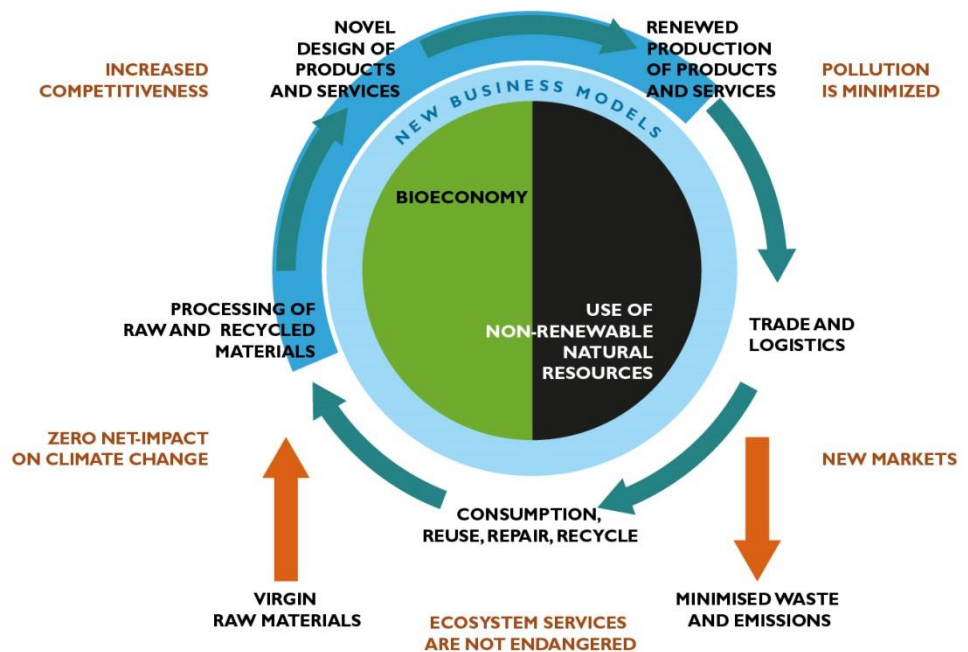 NOVEL
DESIGN OF
PRODUCTS
AND SERVICES
RENEWED
PRODUCTION
OF PRODUCTS
AND SERVICES
INCREASED
COMPETITIVENESS
POLLUTION
IS MINIMIZED
NEW BUSINESS MODELS
BIOECONOMY
USE OF
NON-RENEWABLE
NATURAL
RESOURCES
PROCESSING OF
RAW AND RECYCLED
MATERIALS
TRADE AND
LOGISTICS
ZERO NET-IMPACT
ON CLIMATE CHANGE
NEW MARKETS
CONSUMPTION,
REUSE, REPAIR, RECYCLE
VIRGIN
RAW MATERIALS
ECOSYSTEM SERVICES
ARE NOT ENDANGERED
MINIMISED WASTE
AND EMISSIONS